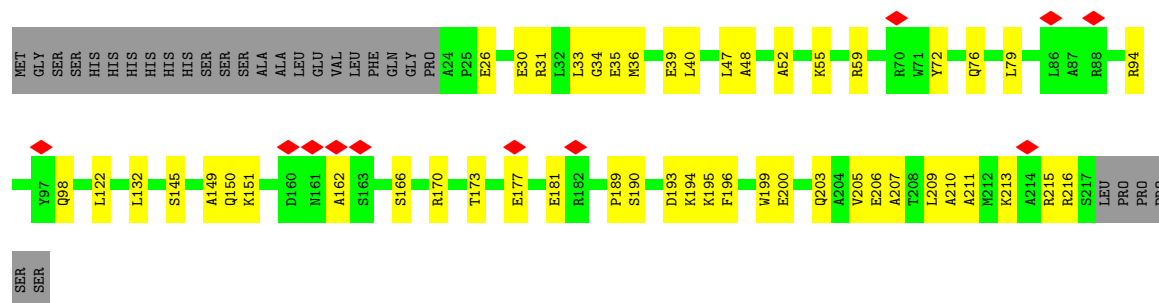 MET GLY SER SER HIS HIS HIS HIS HIS HIS SER SER SER ALA ALA LEU GLU VAL LEU PHE GLN GLY PRO A24 P25 E26 E30 R31 L32 L33 G34 E35 M36 E39 L40 L47 A48 A52 K55 R59 R70 W71 Y72 Q76 L79 L86 A87 R88 R94
Y97 Q98 L122 L132 S145 A149 Q150 K151 D160 N161 A162 S163 S166 R170 T173 E177 E181 R182 P189 S190 D193 K194 K195 F196 W199 E200 Q203 A204 V205 E206 A207 T208 L209 A210 A211 M212 K213 A214 R215 R216 S217 LEU PRO PRO PRO
SER SER